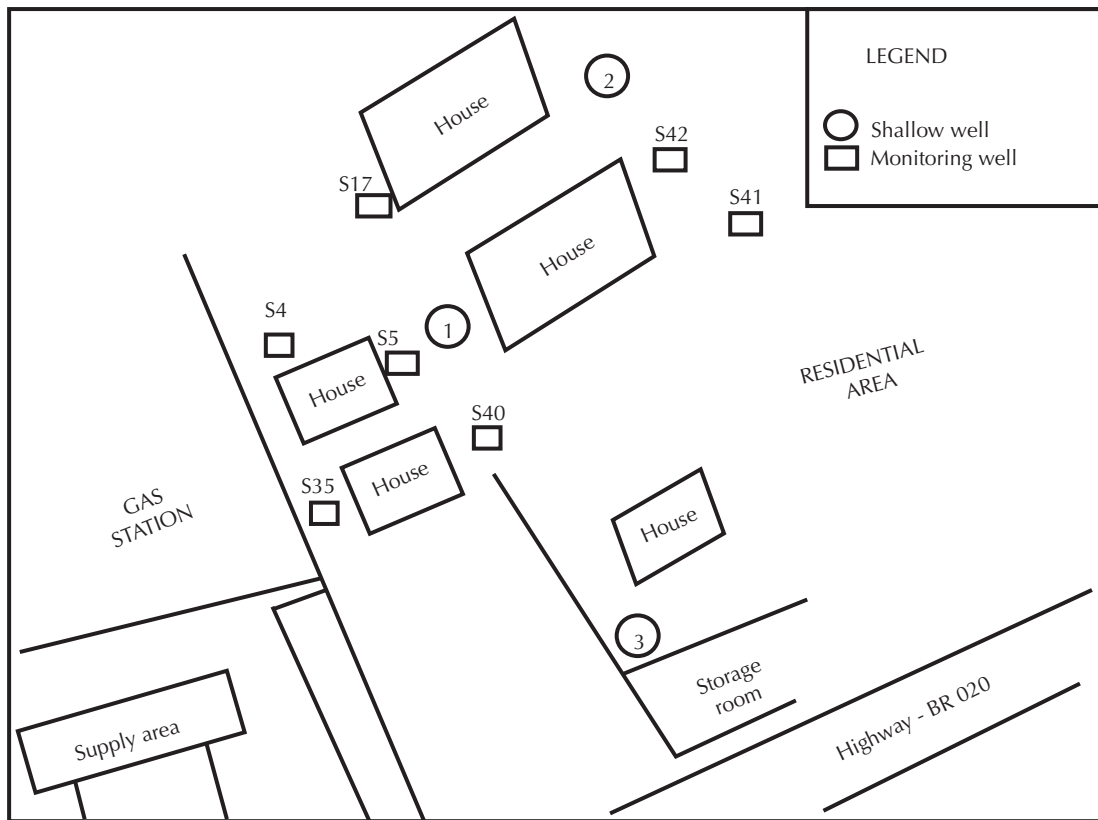 LEGEND
Shallow well
Monitoring well
2
House
S42
S17
S41
House
S4
1
S5
House
RESIDENTIAL
AREA
S40
House
S35
GAS
STATION
House
3
Storage
room
Supply area
Highway - BR 020